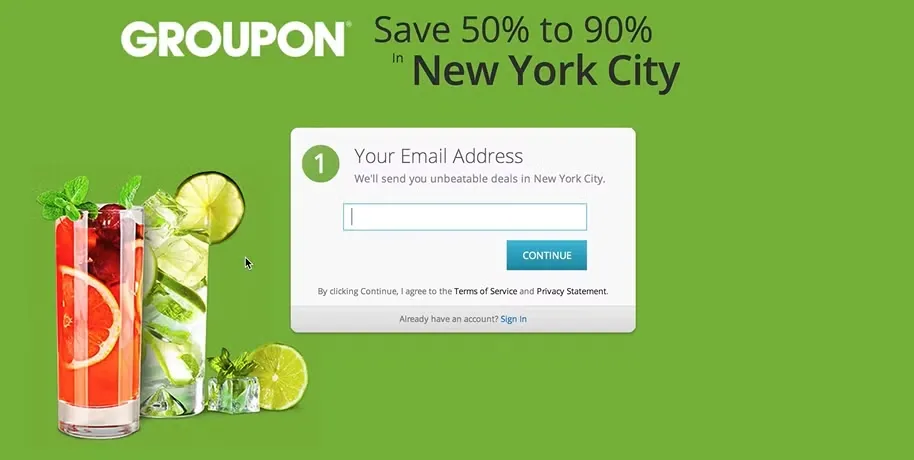 GROUPON®
Save 50% to 90%
in New York City
1 Your Email Address
We'll send you unbeatable deals in New York City.
CONTINUE
By clicking Continue, I agree to the Terms of Service and Privacy Statement.
Already have an account? Sign In